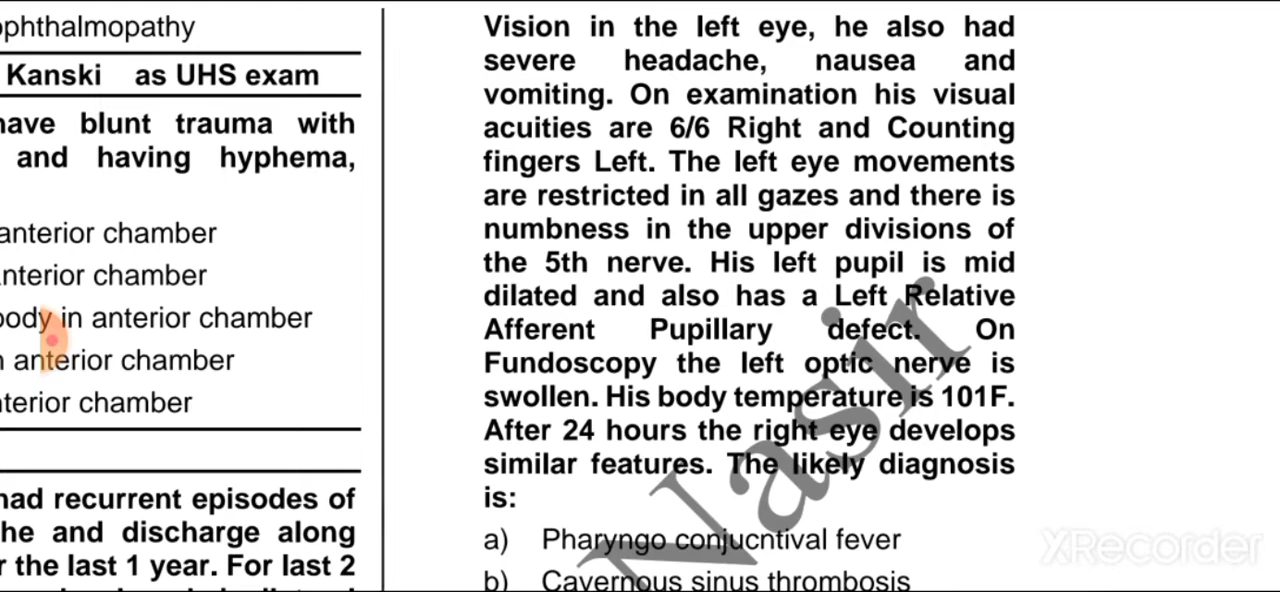 ophthalmopathy
Kanski as UHS exam
have blunt trauma with
and having hyphema,
anterior chamber
anterior chamber
body in anterior chamber
anterior chamber
anterior chamber
had recurrent episodes of
he and discharge along
the last 1 year. For last 2
Vision in the left eye, he also had
severe headache, nausea and
vomiting. On examination his visual
acuities are 6/6 Right and Counting
fingers Left. The left eye movements
are restricted in all gazes and there is
numbness in the upper divisions of
the 5th nerve. His left pupil is mid
dilated and also has a Left Relative
Afferent Pupillary defect. On
Fundoscopy the left optic nerve is
swollen. His body temperature is 101F.
After 24 hours the right eye develops
similar features. The likely diagnosis
is:
a) Pharyngo conjucntival fever
b) Cavernous sinus thrombosis
Nasir
XRecorder